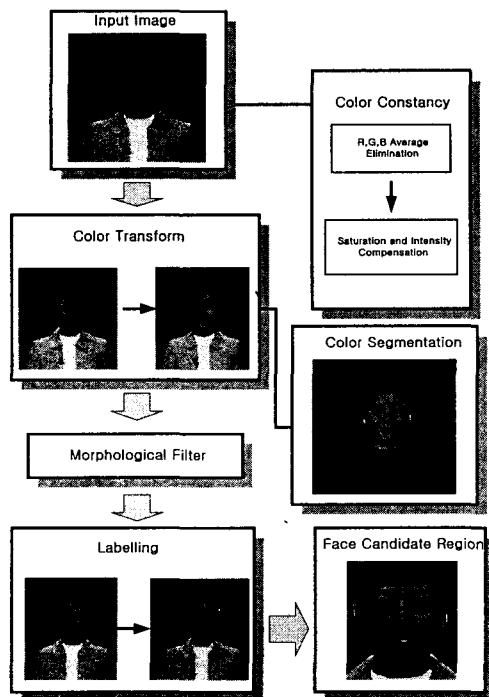 Input Image
Color Constancy
R,G,B Average
Elimination
Saturation and Intensity
Compensation
Color Transform
Color Segmentation
Morphological Filter
Labelling
Face Candidate Region